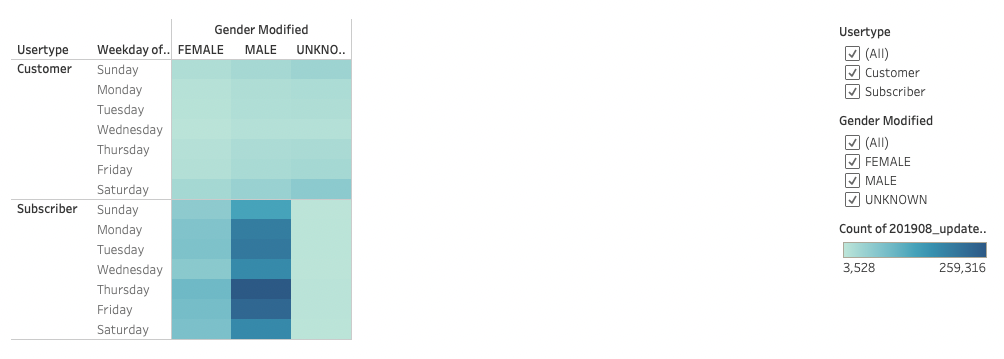 Gender Modified
Usertype Weekday of.. FEMALE MALE UNKNO..
Customer Sunday
Monday
Tuesday
Wednesday
Thursday
Friday
Saturday
Subscriber Sunday
Monday
Tuesday
Wednesday
Thursday
Friday
Saturday
Usertype
(All)
Customer
Subscriber
Gender Modified
(All)
FEMALE
MALE
UNKNOWN
Count of 201908_update..
3,528 259,316